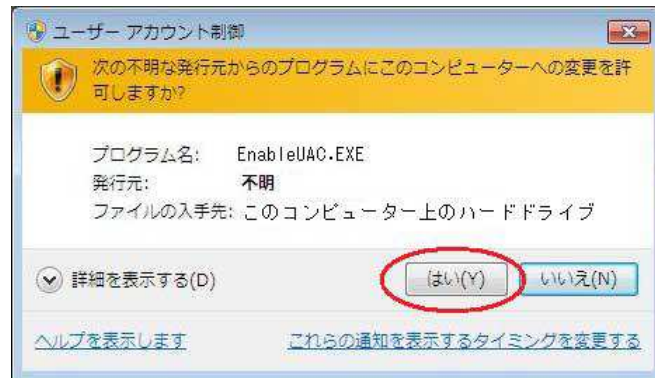 ユーザー アカウント制御
次の不明な発行元からのプログラムにこのコンピューターへの変更を許
可しますか?
プログラム名: EnableUAC.EXE
発行元: 不明
ファイルの入手先: このコンピューター上のハードドライブ
詳細を表示する(D) はい(Y) いいえ(N)
ヘルプを表示します これらの通知を表示するタイミングを変更する